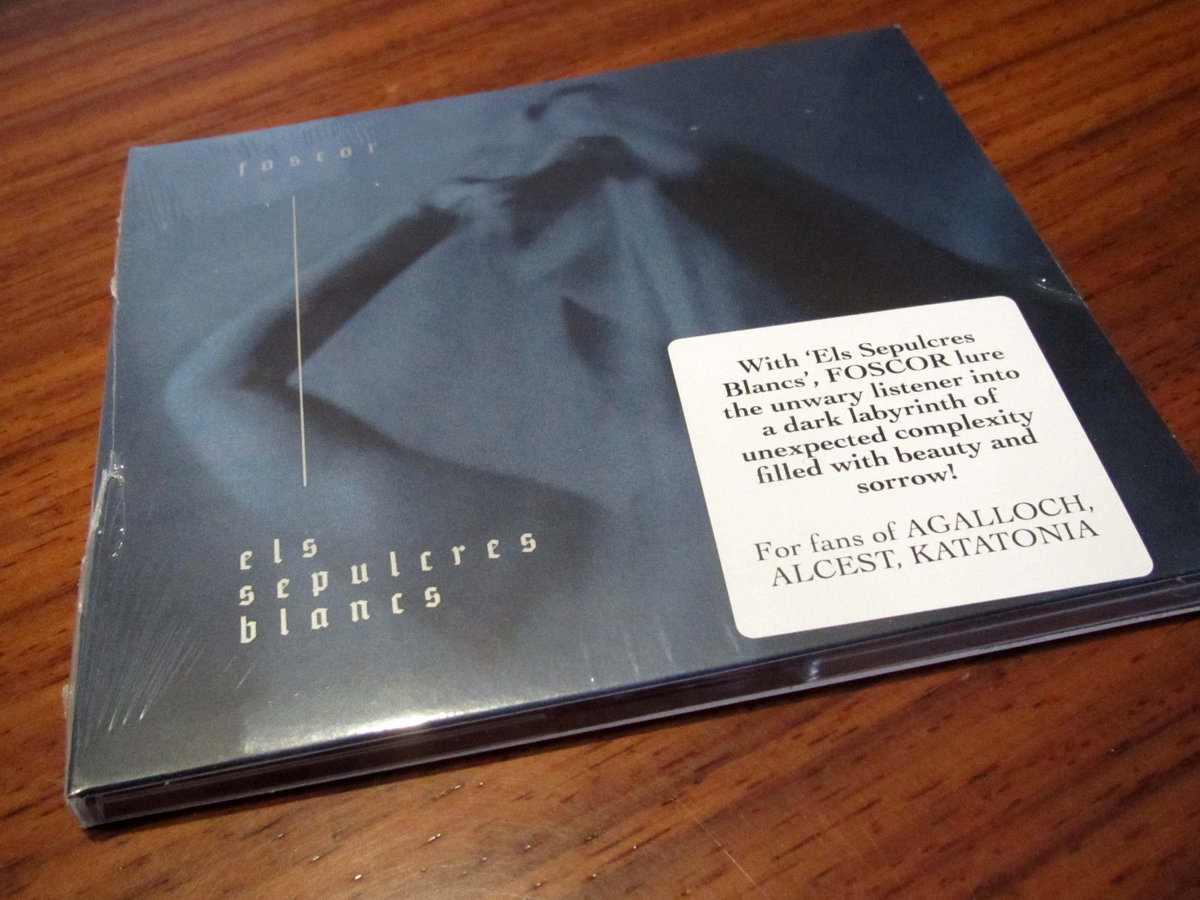 foscor
els
sepulcres
blancs
With ‘Els Sepulcres
Blancs’, FOSCOR lure
the unwary listener into
a dark labyrinth of
unexpected complexity
filled with beauty and
sorrow!
For fans of AGALLOCH,
ALCEST, KATATONIA